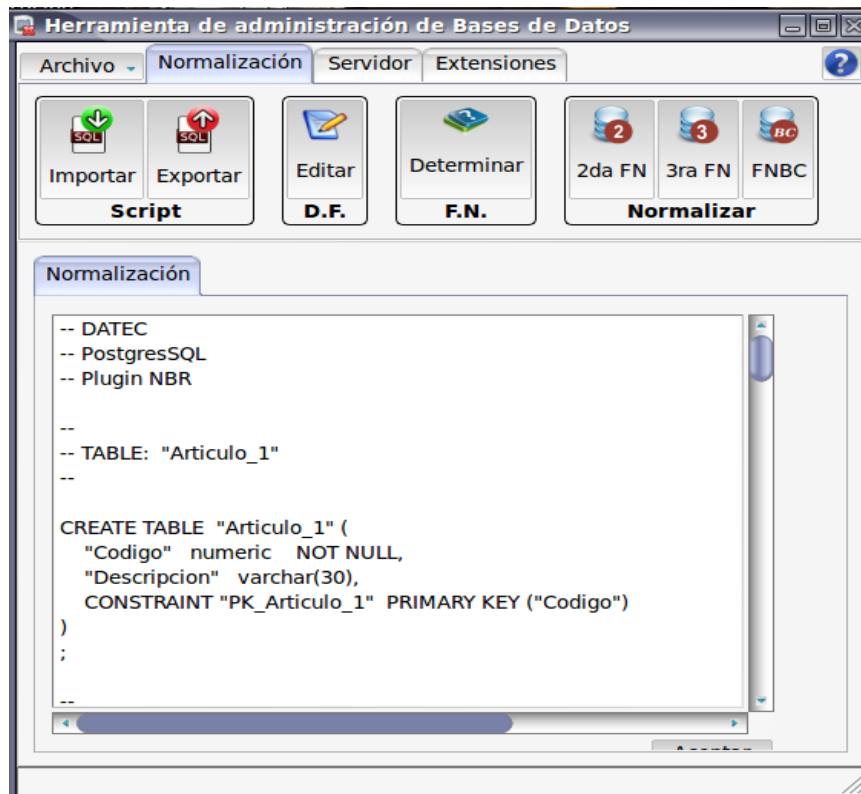 Herramienta de administración de Bases de Datos
Archivo Normalización Servidor Extensiones
?
SQL SQL 2 3 BC
Importar Exportar Editar Determinar 2da FN 3ra FN FNBC
Script D.F. F.N. Normalizar
Normalización
-- DATEC
-- PostgresSQL
-- Plugin NBR
--
-- TABLE: "Articulo_1"
--
CREATE TABLE "Articulo_1" (
"Codigo" numeric NOT NULL,
"Descripcion" varchar(30),
CONSTRAINT "PK_Articulo_1" PRIMARY KEY ("Codigo")
)
;
--